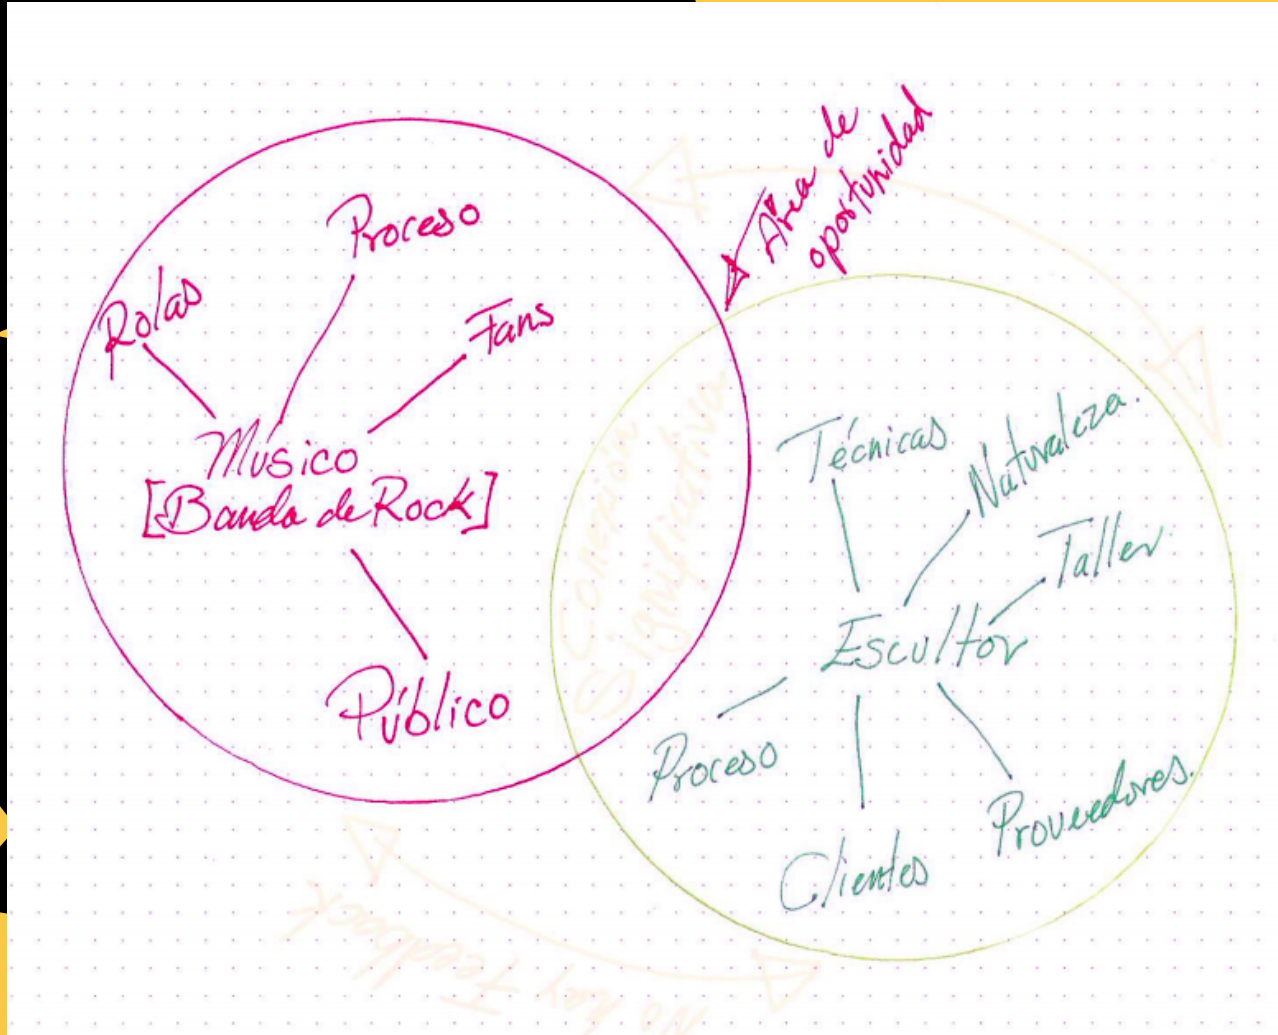 Área de
oportunidad
Proceso
Rolas
Fans
Músico
[Banda de Rock]
Público
Conexión
Significativa
Técnicas
Naturaleza.
Taller
Escultor
Proceso
Clientes
Proveedores.
No hay Feedback